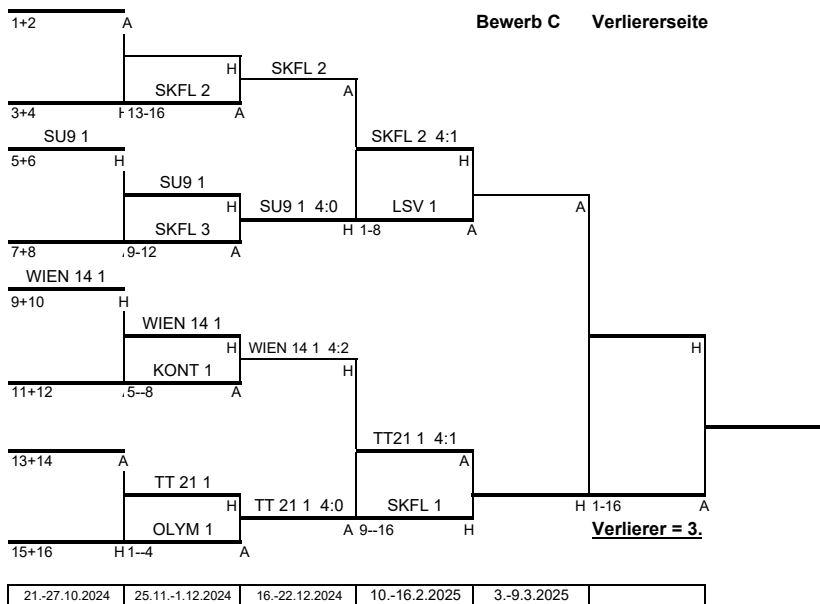 Bewerb C Verliererseite
1+2 A
H SKFL 2
SKFL 2 A
3+4 H 13-16 A
SU9 1 SKFL 2 4:1
5+6 H H
SU9 1
H SU9 1 4:0 LSV 1 A
SKFL 3 H 1-8 A
7+8 9-12 A
WIEN 14 1
9+10 H
WIEN 14 1
H WIEN 14 1 4:2 H
KONT 1 H
11+12 5--8 A
TT21 1 4:1
13+14 A A
TT 21 1
H TT 21 1 4:0 SKFL 1 H 1-16 A
OLYM 1 A 9--16 H Verlierer = 3.
15+16 H 1--4 A
21.-27.10.2024 25.11.-1.12.2024 16.-22.12.2024 10.-16.2.2025 3.-9.3.2025